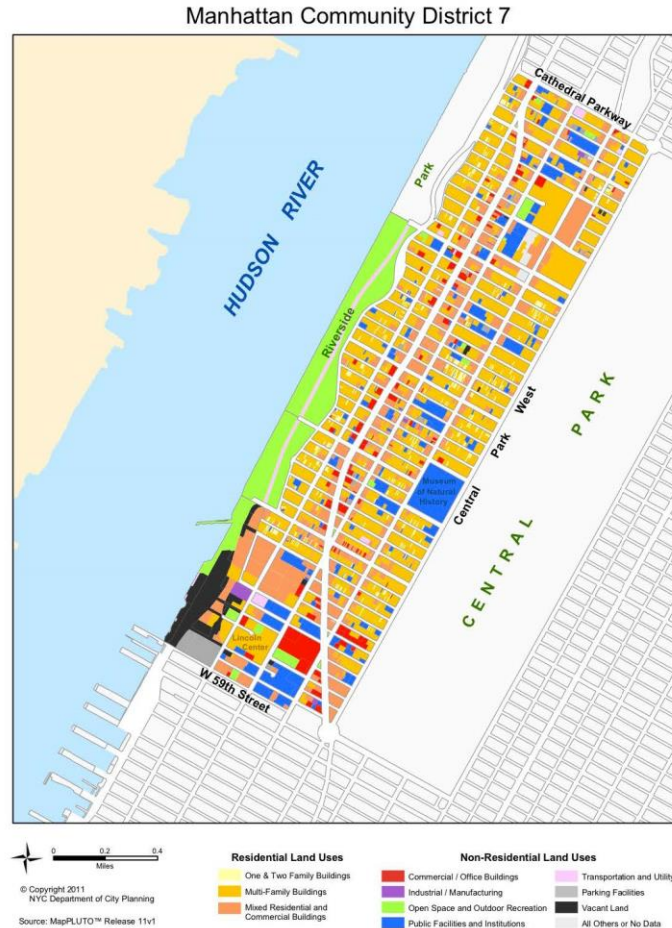 Manhattan Community District 7
Cathedral Parkway
Park
HUDSON RIVER
Riverside
Central Park West
CENTRAL PARK
Museum
of Natural
History
Lincoln
Center
W 59th Street
0 0.2 0.4
Miles
© Copyright 2011
NYC Department of City Planning
Source: MapPLUTO™ Release 11v1
Residential Land Uses
One & Two Family Buildings
Multi-Family Buildings
Mixed Residential and
Commercial Buildings
Non-Residential Land Uses
Commercial / Office Buildings
Industrial / Manufacturing
Open Space and Outdoor Recreation
Public Facilities and Institutions
Transportation and Utility
Parking Facilities
Vacant Land
All Others or No Data